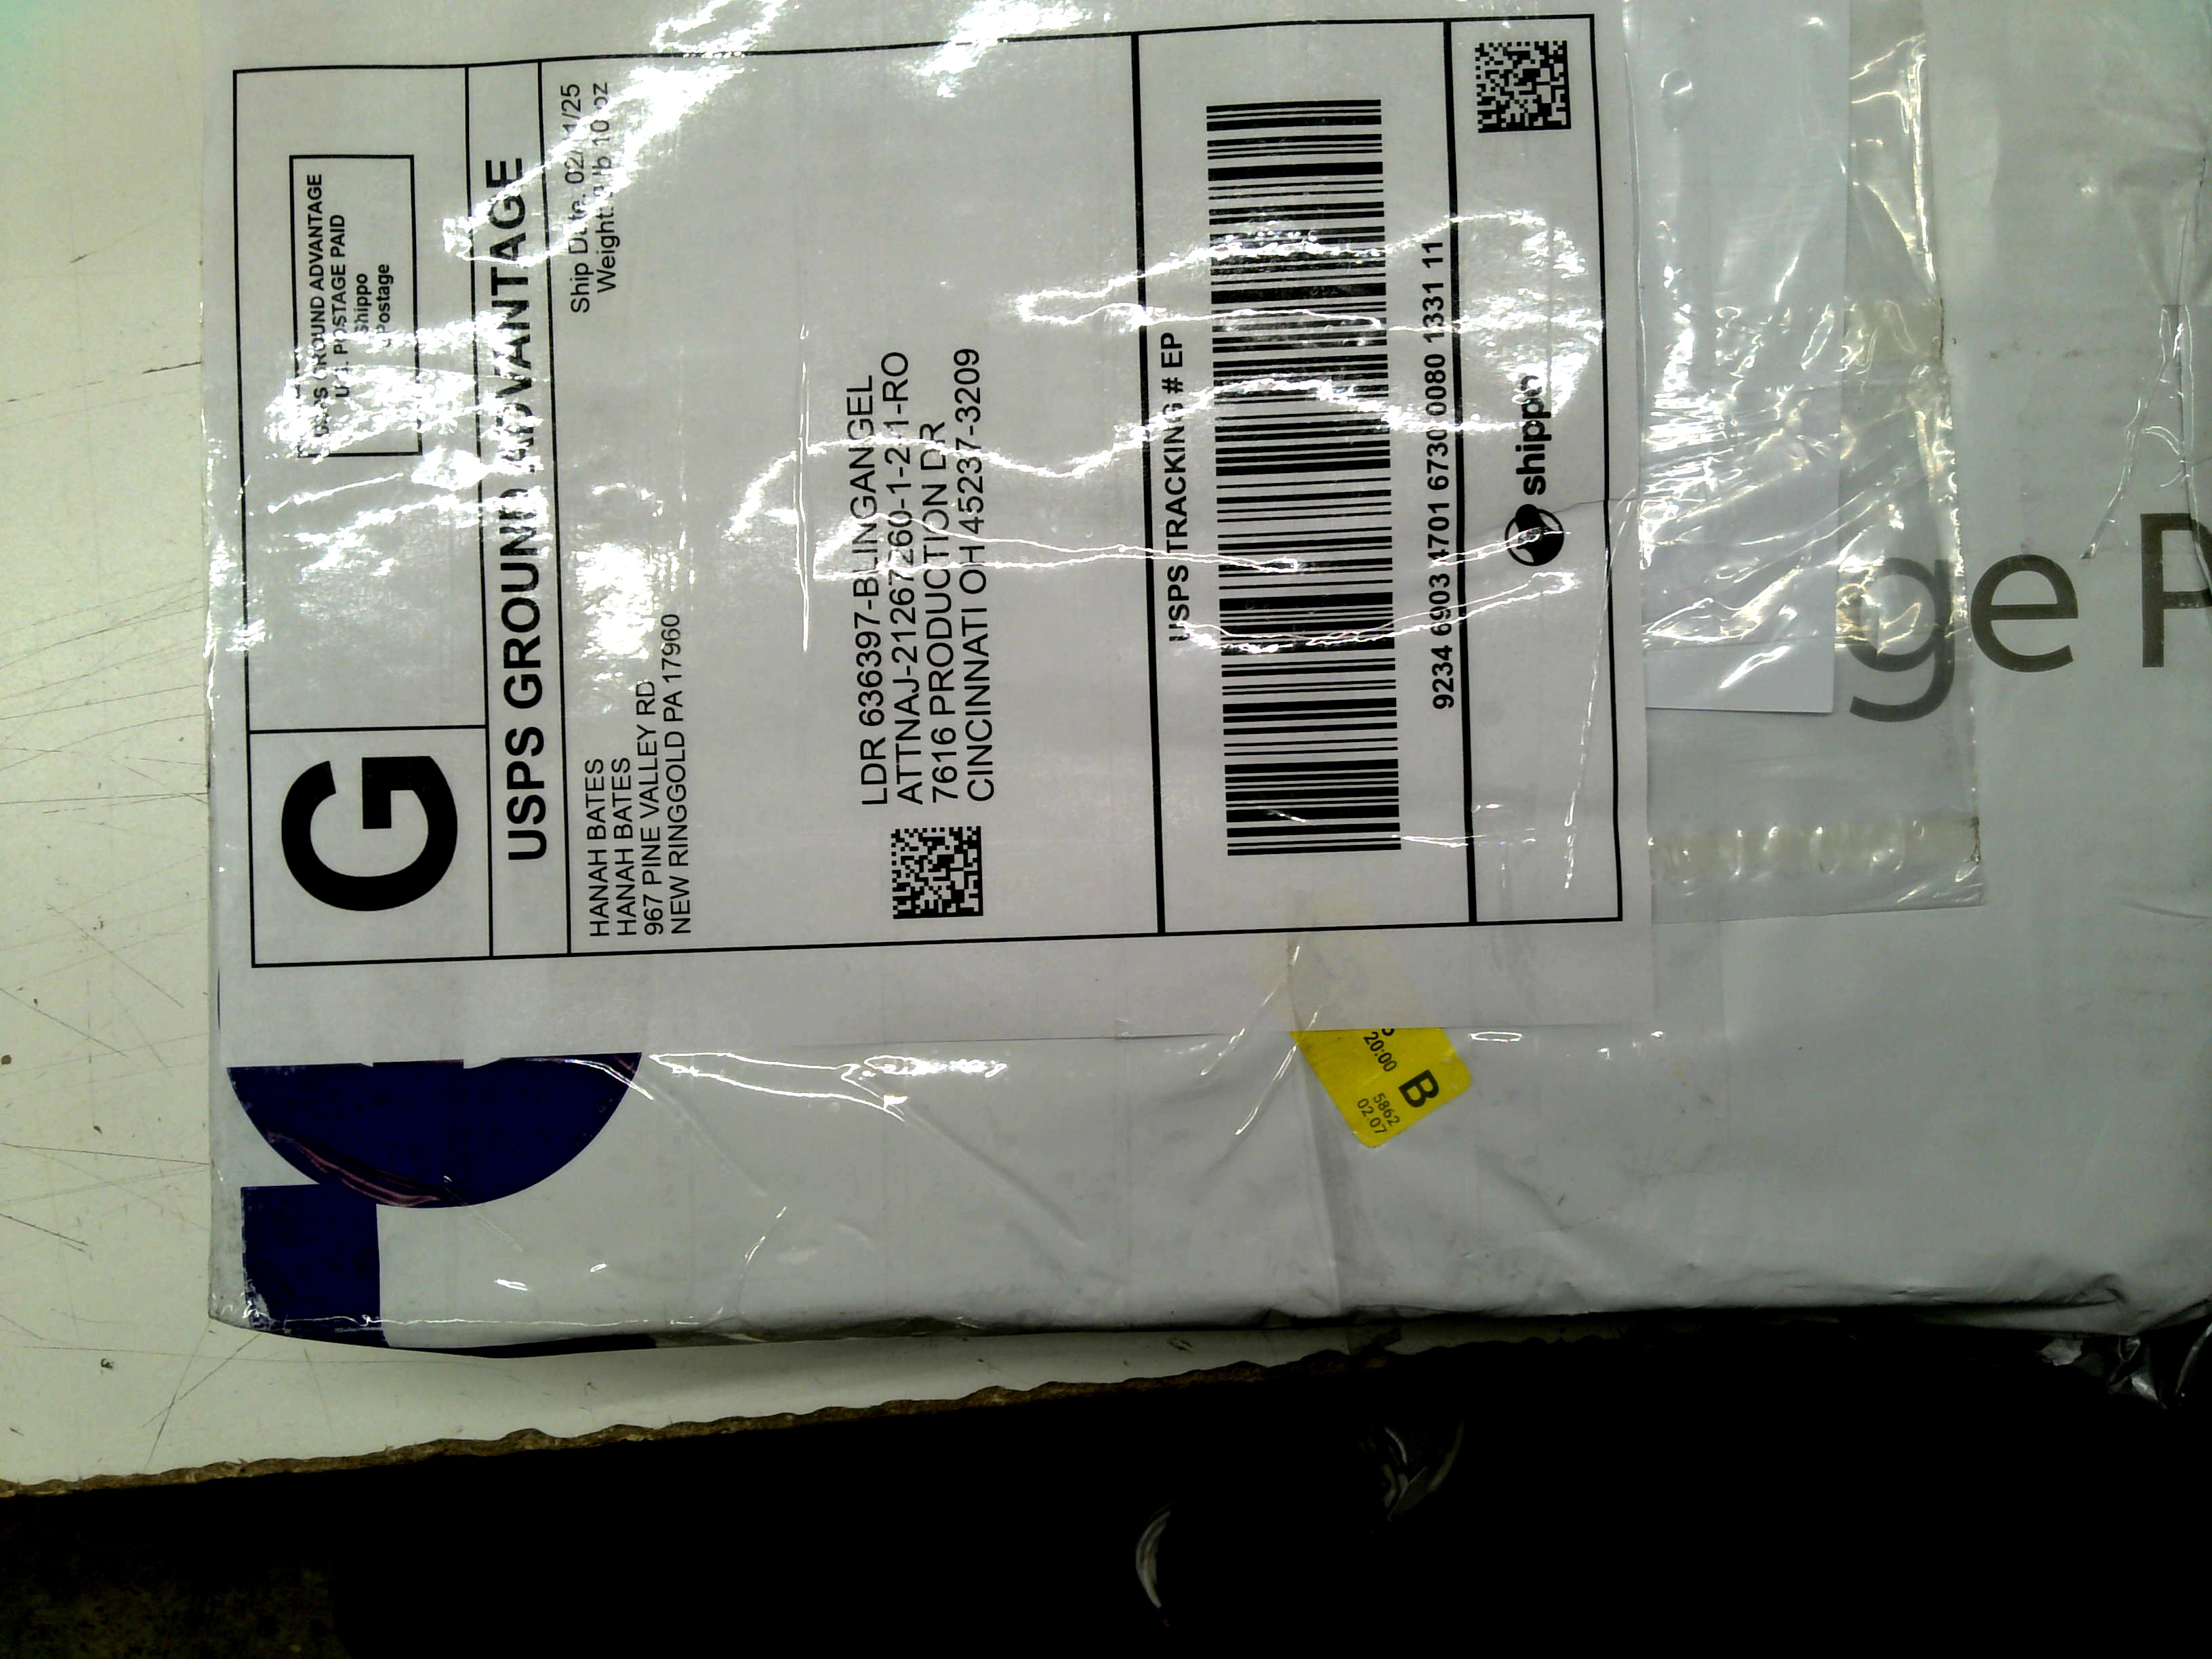 G
USPS GROUND ADVANTAGE
U.S. POSTAGE PAID
Shippo
Postage
USPS GROUND ADVANTAGE
Ship Date: 02/ 1/25
Weight: lb 10 oz
HANAH BATES
HANAH BATES
967 PINE VALLEY RD
NEW RINGGOLD PA 17960
LDR 636397-BLINGANGEL
ATTNAJ-21267260-1-2-1-RO
7616 PRODUCTION DR
CINCINNATI OH 45237-3209
USPS TRACKING # EP
9234 6903 4701 6730 0080 1331 11
shippo
20:00
B
5862
02.07
ge P